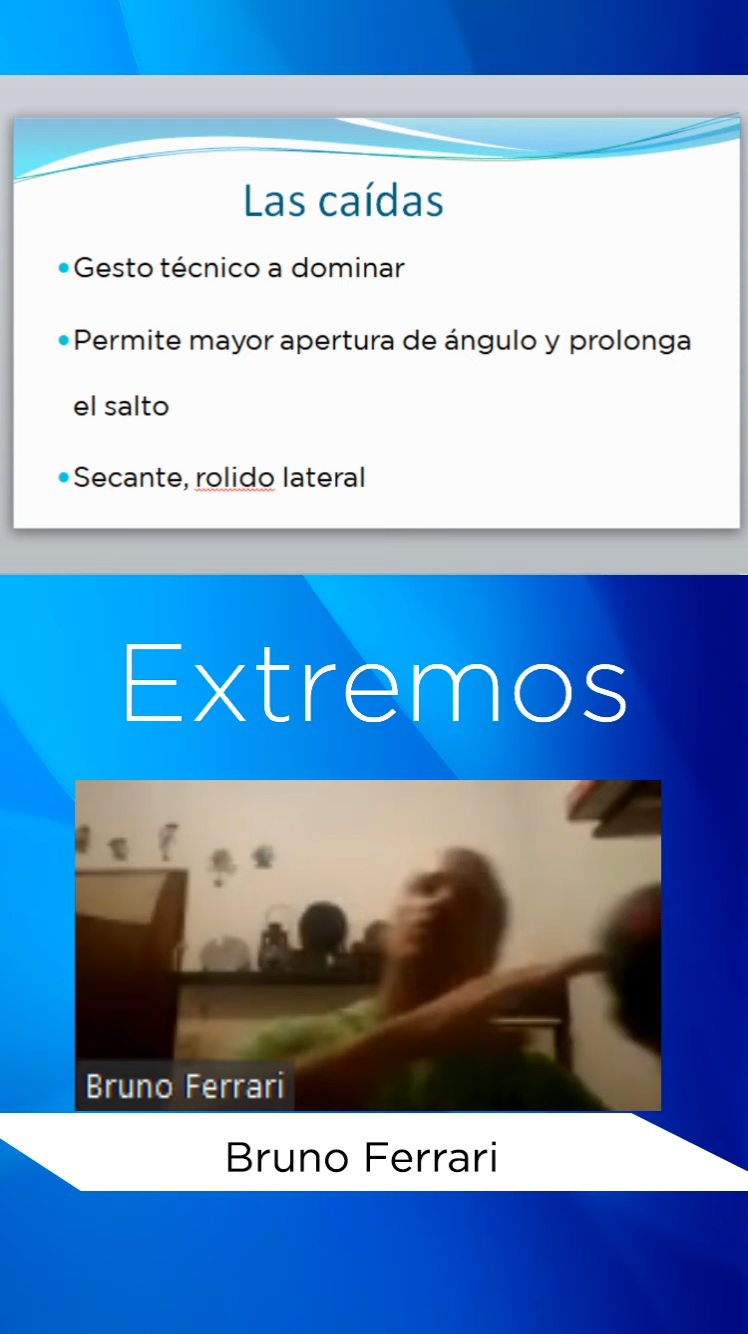 Las caídas
Gesto técnico a dominar
Permite mayor apertura de ángulo y prolonga
el salto
Secante, rolido lateral
Extremos
Bruno Ferrari
Bruno Ferrari